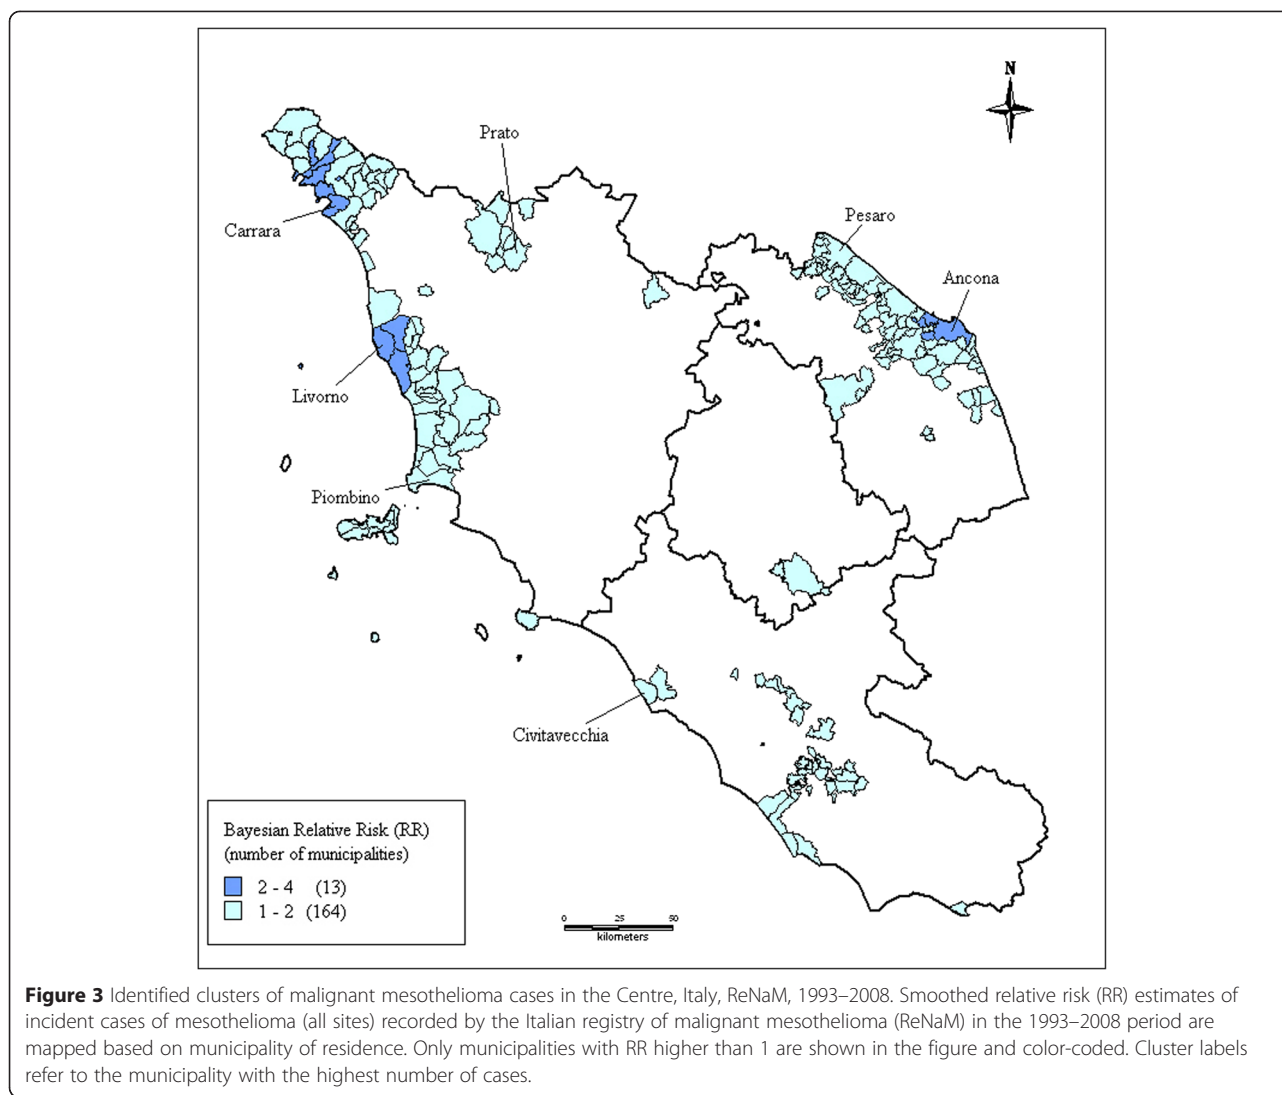 N
Prato
Pesaro
Carrara
Ancona
Livorno
Piombino
Civitavecchia
Bayesian Relative Risk (RR)
(number of municipalities)
2 - 4 (13)
1 - 2 (164)
0 25 50
kilometers
Figure 3 Identified clusters of malignant mesothelioma cases in the Centre, Italy, ReNaM, 1993–2008. Smoothed relative risk (RR) estimates of
incident cases of mesothelioma (all sites) recorded by the Italian registry of malignant mesothelioma (ReNaM) in the 1993–2008 period are
mapped based on municipality of residence. Only municipalities with RR higher than 1 are shown in the figure and color-coded. Cluster labels
refer to the municipality with the highest number of cases.